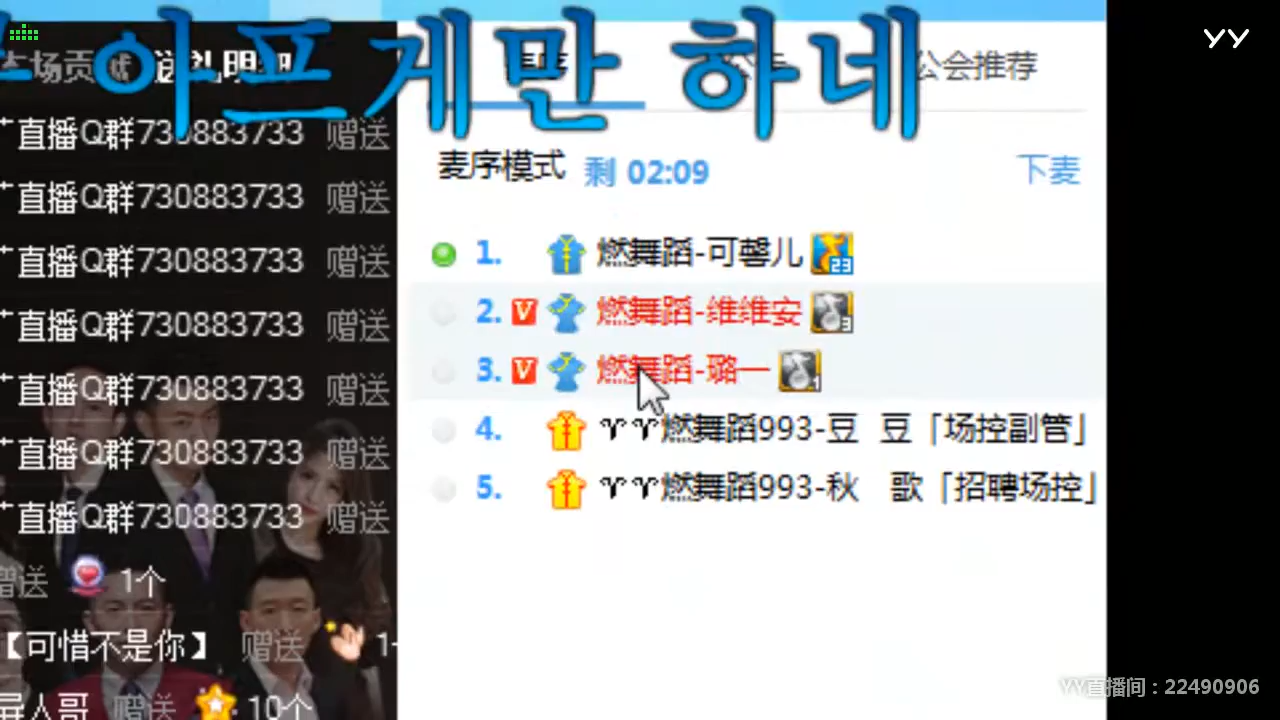 아프게만 하네
YY
公会推荐
麦序模式 剩 02:09 下麦
直播Q群730883733 赠送
直播Q群730883733 赠送
直播Q群730883733 赠送
直播Q群730883733 赠送
直播Q群730883733 赠送
直播Q群730883733 赠送
直播Q群730883733 赠送
1. 燃舞蹈-可馨儿 23
2. V 燃舞蹈-维维安 3
3. V 燃舞蹈-璐一 1
4. ♈♈燃舞蹈993-豆 豆「场控副管」
5. ♈♈燃舞蹈993-秋 歌「招聘场控」
赠送 1个
【可惜不是你】 赠送 1
人哥 赠送 10个
YY直播间：22490906